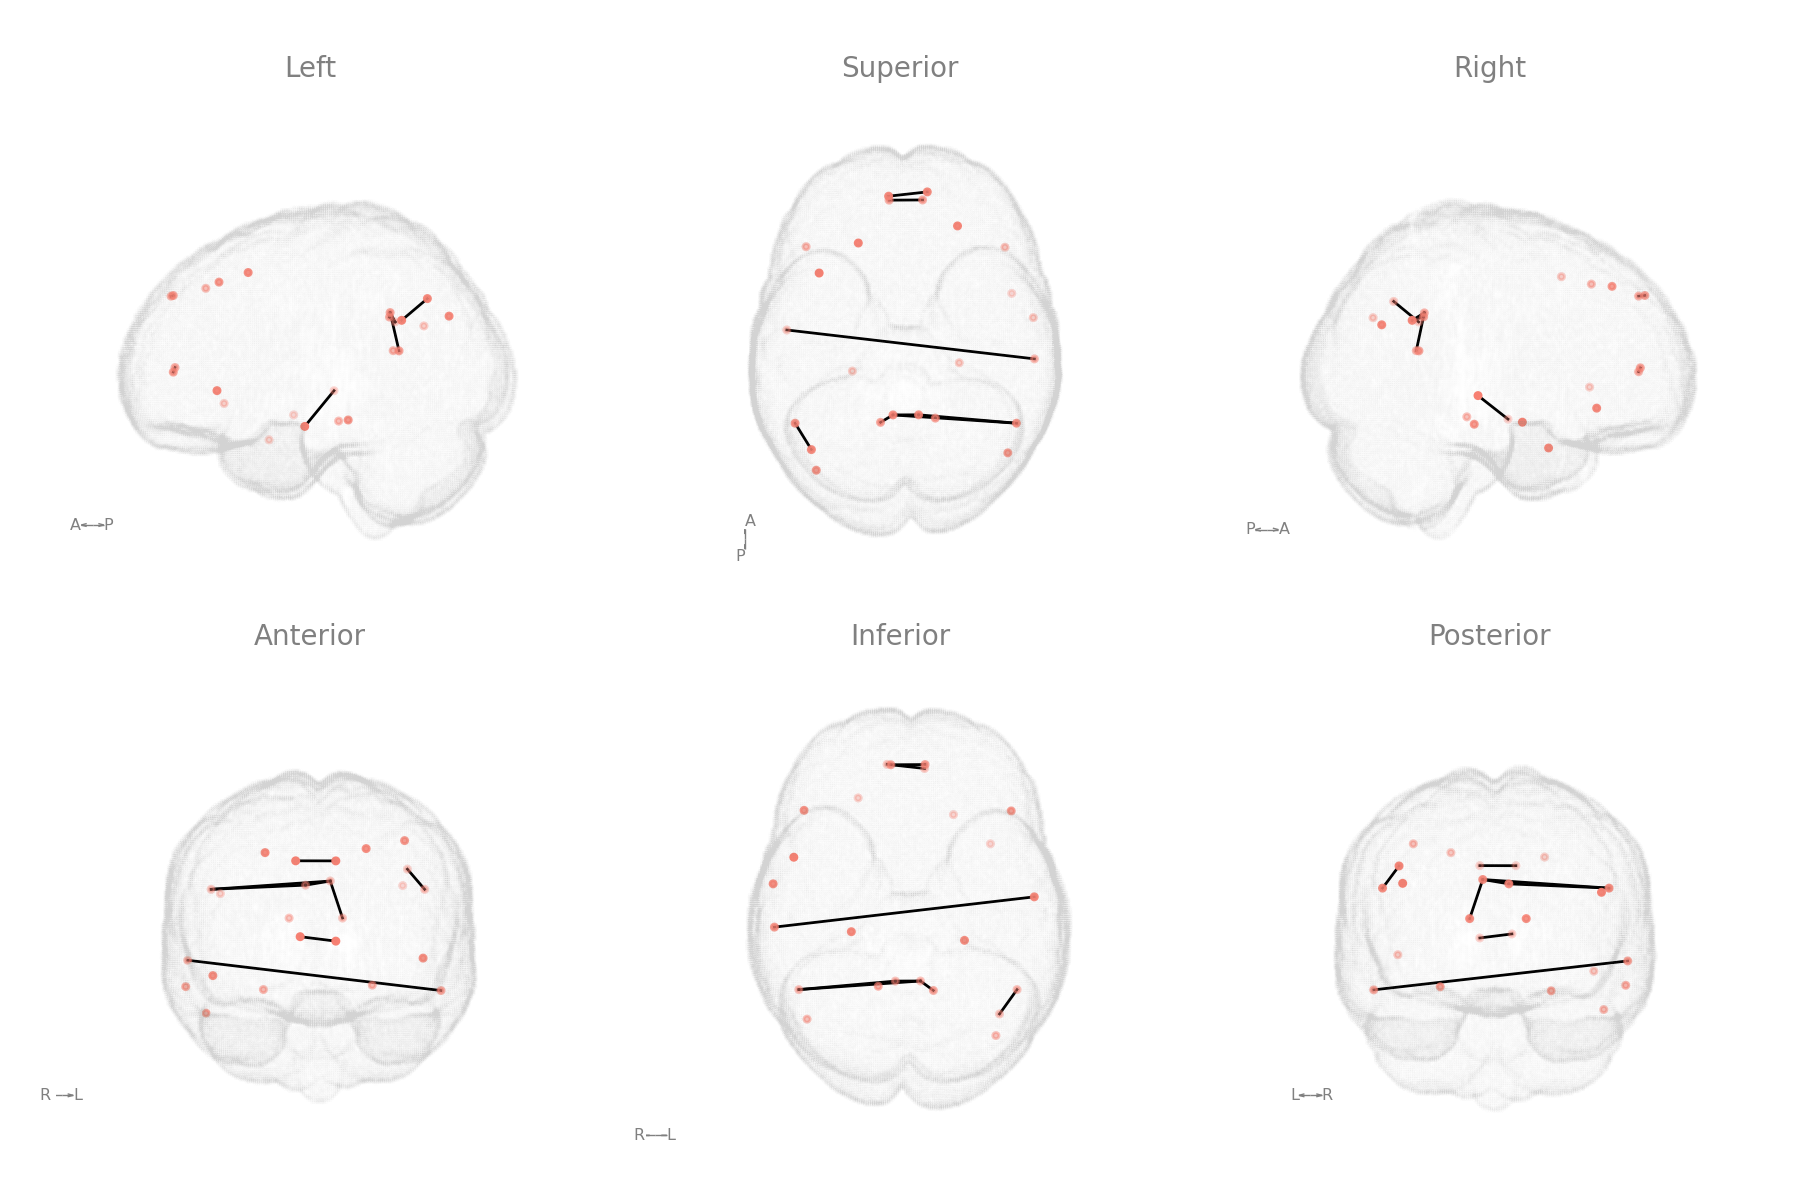 Left
Superior
Right
A
P
A
P
P
A
Anterior
Inferior
Posterior
R
L
R
L
L
R